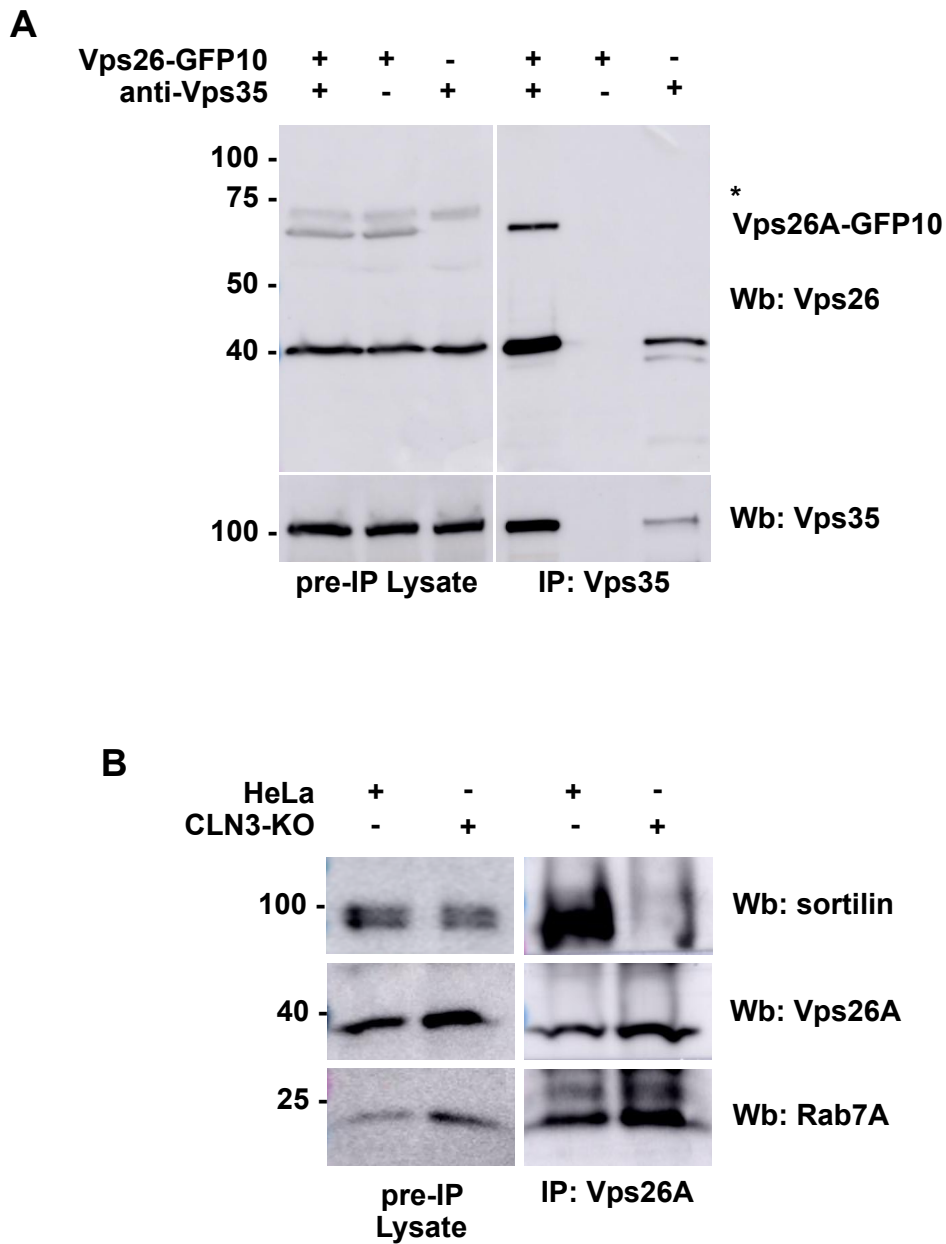 A
Vps26-GFP10 + + - + + -
anti-Vps35 + - + + - +
100 -
75 -
*
Vps26A-GFP10
50 -
Wb: Vps26
40 -
100 -
Wb: Vps35
pre-IP Lysate IP: Vps35
B
HeLa + - + -
CLN3-KO - + - +
100 -
Wb: sortilin
40 -
Wb: Vps26A
25 -
Wb: Rab7A
pre-IP
Lysate
IP: Vps26A